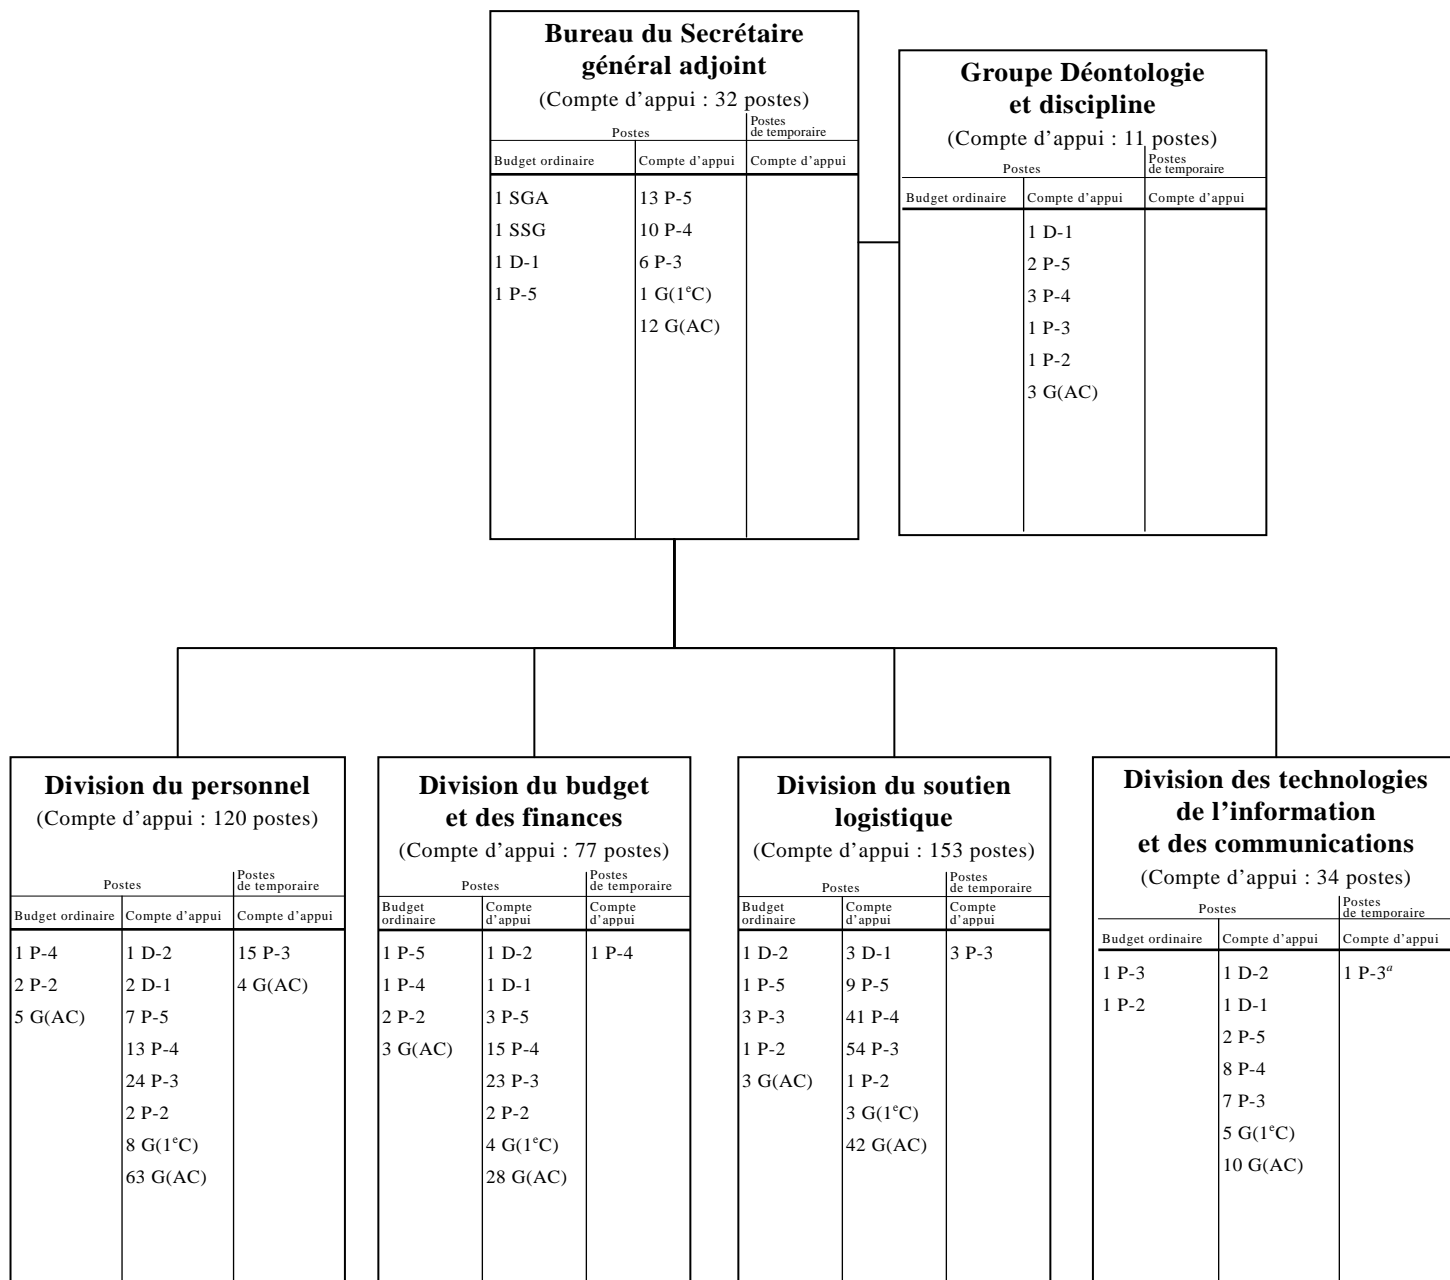 Bureau du Secrétaire
général adjoint
(Compte d'appui : 32 postes)
Postes
Postes
de temporaire
Budget ordinaire
Compte d'appui
Compte d'appui
1 SGA
1 SSG
1 D-1
1 P-5
13 P-5
10 P-4
6 P-3
1 G(1eC)
12 G(AC)
Groupe Déontologie
et discipline
(Compte d'appui : 11 postes)
Postes
Postes
de temporaire
Budget ordinaire
Compte d'appui
Compte d'appui
1 D-1
2 P-5
3 P-4
1 P-3
1 P-2
3 G(AC)
Division du personnel
(Compte d'appui : 120 postes)
Postes
Postes
de temporaire
Budget ordinaire
Compte d'appui
Compte d'appui
1 P-4
2 P-2
5 G(AC)
1 D-2
2 D-1
7 P-5
13 P-4
24 P-3
2 P-2
8 G(1eC)
63 G(AC)
15 P-3
4 G(AC)
Division du budget
et des finances
(Compte d'appui : 77 postes)
Postes
Postes
de temporaire
Budget
ordinaire
Compte
d'appui
Compte
d'appui
1 P-5
1 P-4
2 P-2
3 G(AC)
1 D-2
1 D-1
3 P-5
15 P-4
23 P-3
2 P-2
4 G(1eC)
28 G(AC)
1 P-4
Division du soutien
logistique
(Compte d'appui : 153 postes)
Postes
Postes
de temporaire
Budget
ordinaire
Compte
d'appui
Compte
d'appui
1 D-2
1 P-5
3 P-3
1 P-2
3 G(AC)
3 D-1
9 P-5
41 P-4
54 P-3
1 P-2
3 G(1eC)
42 G(AC)
3 P-3
Division des technologies
de l'information
et des communications
(Compte d'appui : 34 postes)
Postes
Postes
de temporaire
Budget ordinaire
Compte d'appui
Compte d'appui
1 P-3
1 P-2
1 D-2
1 D-1
2 P-5
8 P-4
7 P-3
5 G(1eC)
10 G(AC)
1 P-3a